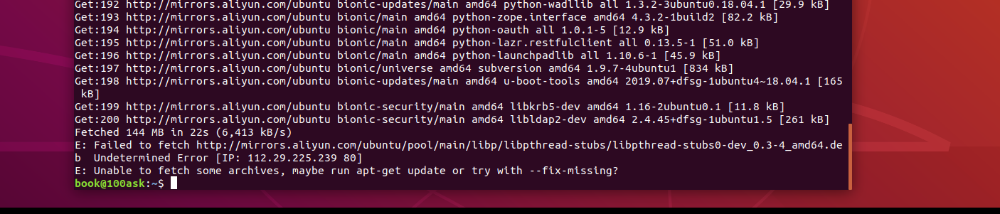 Get:192 http://mirrors.aliyun.com/ubuntu bionic-updates/main amd64 python-wadllib all 1.3.2-3ubuntu0.18.04.1 [29.9 kB]
Get:193 http://mirrors.aliyun.com/ubuntu bionic/main amd64 python-zope.interface amd64 4.3.2-1build2 [82.2 kB]
Get:194 http://mirrors.aliyun.com/ubuntu bionic/main amd64 python-oauth all 1.0.1-5 [12.9 kB]
Get:195 http://mirrors.aliyun.com/ubuntu bionic/main amd64 python-lazr.restfulclient all 0.13.5-1 [51.0 kB]
Get:196 http://mirrors.aliyun.com/ubuntu bionic/main amd64 python-launchpadlib all 1.10.6-1 [45.9 kB]
Get:197 http://mirrors.aliyun.com/ubuntu bionic/universe amd64 subversion amd64 1.9.7-4ubuntu1 [834 kB]
Get:198 http://mirrors.aliyun.com/ubuntu bionic-updates/main amd64 u-boot-tools amd64 2019.07+dfsg-1ubuntu4~18.04.1 [165
 kB]
Get:199 http://mirrors.aliyun.com/ubuntu bionic-security/main amd64 libkrb5-dev amd64 1.16-2ubuntu0.1 [11.8 kB]
Get:200 http://mirrors.aliyun.com/ubuntu bionic-security/main amd64 libldap2-dev amd64 2.4.45+dfsg-1ubuntu1.5 [261 kB]
Fetched 144 MB in 22s (6,413 kB/s)
E: Failed to fetch http://mirrors.aliyun.com/ubuntu/pool/main/libp/libpthread-stubs/libpthread-stubs0-dev_0.3-4_amd64.de
b  Undetermined Error [IP: 112.29.225.239 80]
E: Unable to fetch some archives, maybe run apt-get update or try with --fix-missing?
book@100ask:~$